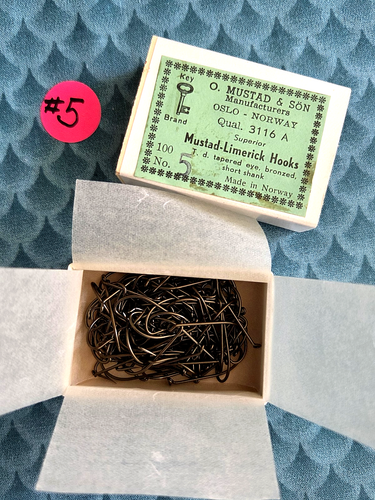 #5
Key
Brand
O. MUSTAD & SÖN
Manufacturers
OSLO - NORWAY
Qual. 3116 A
Superior
Mustad-Limerick Hooks
100
No. 5
t. d. tapered eye, bronzed,
short shank
Made in Norway